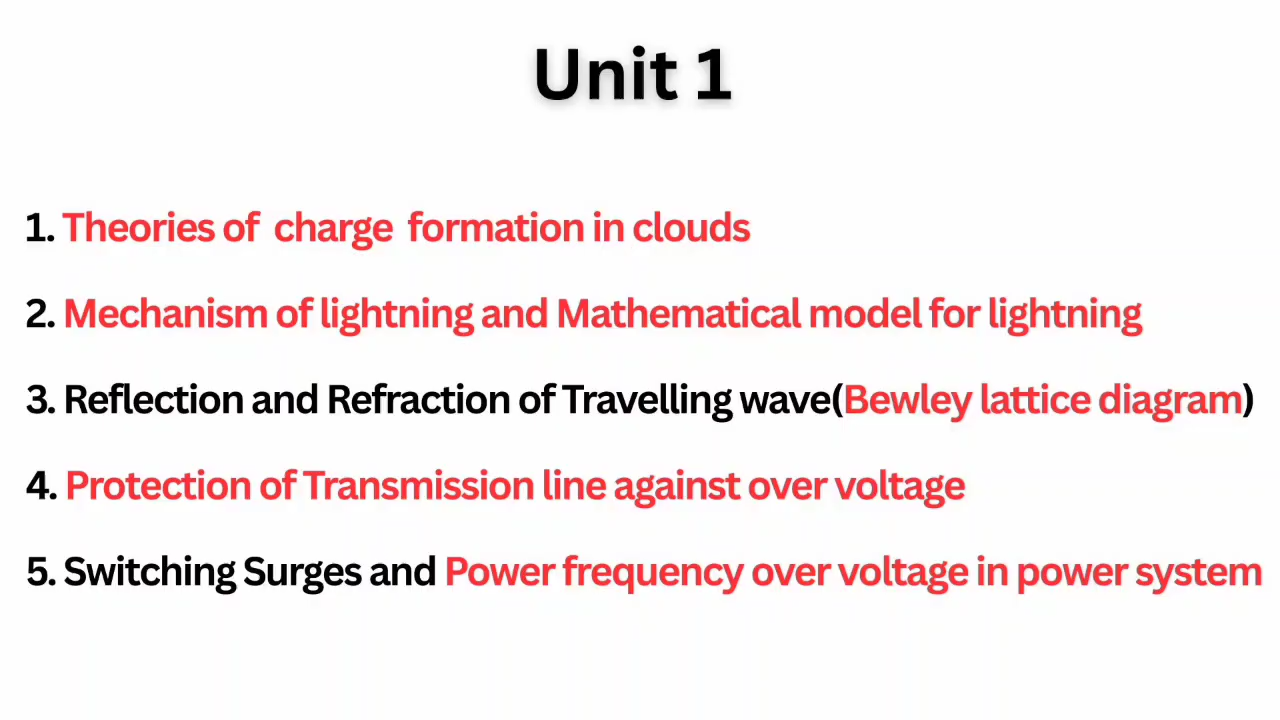 Unit 1
1. Theories of charge formation in clouds
2. Mechanism of lightning and Mathematical model for lightning
3. Reflection and Refraction of Travelling wave(Bewley lattice diagram)
4. Protection of Transmission line against over voltage
5. Switching Surges and Power frequency over voltage in power system